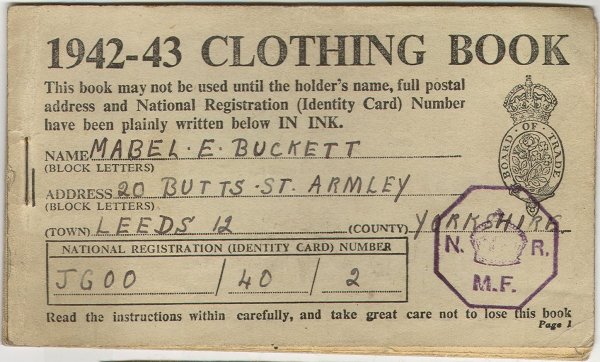 1942-43 CLOTHING BOOK
This book may not be used until the holder's name, full postal
address and National Registration (Identity Card) Number
have been plainly written below IN INK.
BOARD · OF · TRADE
NAME MABEL · E · BUCKETT
(BLOCK LETTERS)
ADDRESS 20 BUTTS · ST. ARMLEY
(BLOCK LETTERS)
(TOWN) LEEDS 12 (COUNTY) YORKSHIRE
NATIONAL REGISTRATION (IDENTITY CARD) NUMBER
JGOO / 40 / 2
N. R.
M.F.
Read the instructions within carefully, and take great care not to lose this book
Page 1